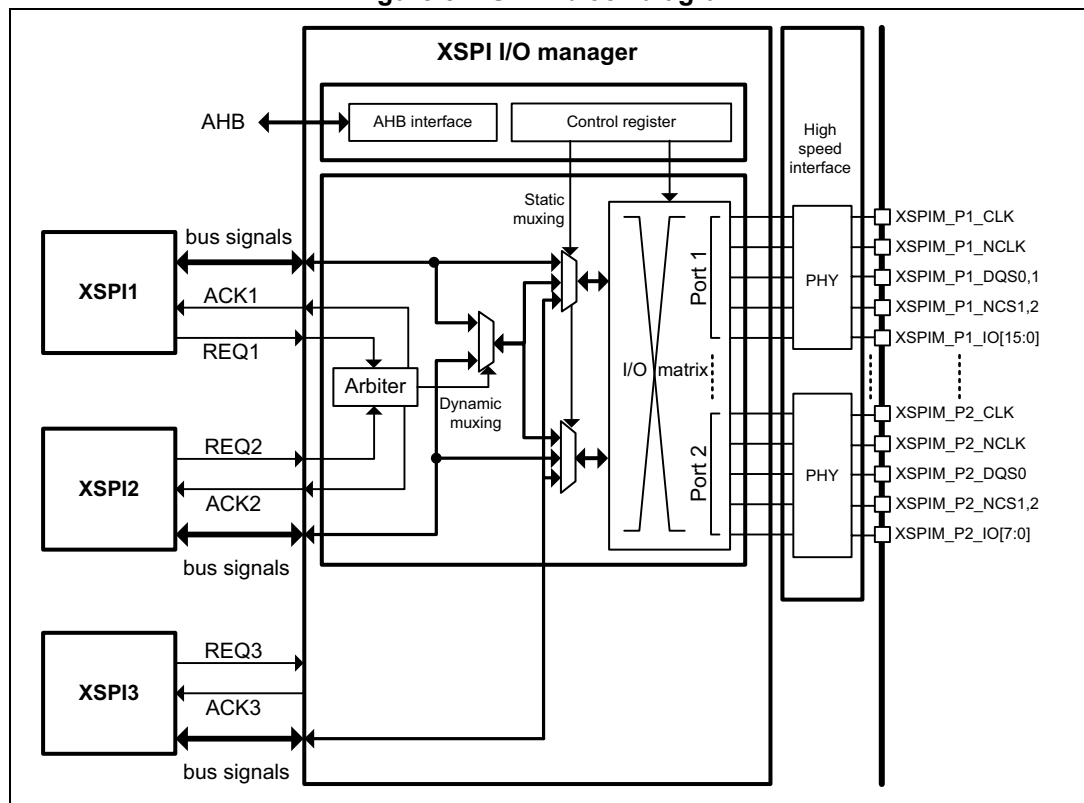 XSPI I/O manager
AHB
AHB interface
Control register
High
speed
interface
Static
muxing
XSPI1
bus signals
ACK1
REQ1
Arbiter
Dynamic
muxing
I/O
matrix
Port 1
Port 2
PHY
XSPIM_P1_CLK
XSPIM_P1_NCLK
XSPIM_P1_DQS0,1
XSPIM_P1_NCS1,2
XSPIM_P1_IO[15:0]
XSPI2
REQ2
ACK2
bus signals
PHY
XSPIM_P2_CLK
XSPIM_P2_NCLK
XSPIM_P2_DQS0
XSPIM_P2_NCS1,2
XSPIM_P2_IO[7:0]
XSPI3
REQ3
ACK3
bus signals